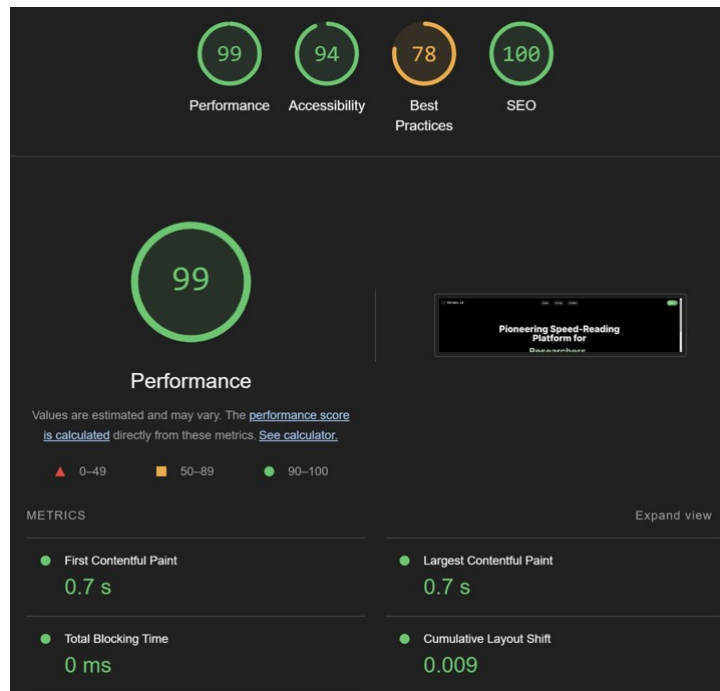 99
94
78
100
Performance
Accessibility
Best
Practices
SEO
99
Pioneering Speed-Reading
Platform for
Researchers
Performance
Values are estimated and may vary. The performance score
is calculated directly from these metrics. See calculator.
0–49
50–89
90–100
METRICS
Expand view
First Contentful Paint
0.7 s
Largest Contentful Paint
0.7 s
Total Blocking Time
0 ms
Cumulative Layout Shift
0.009